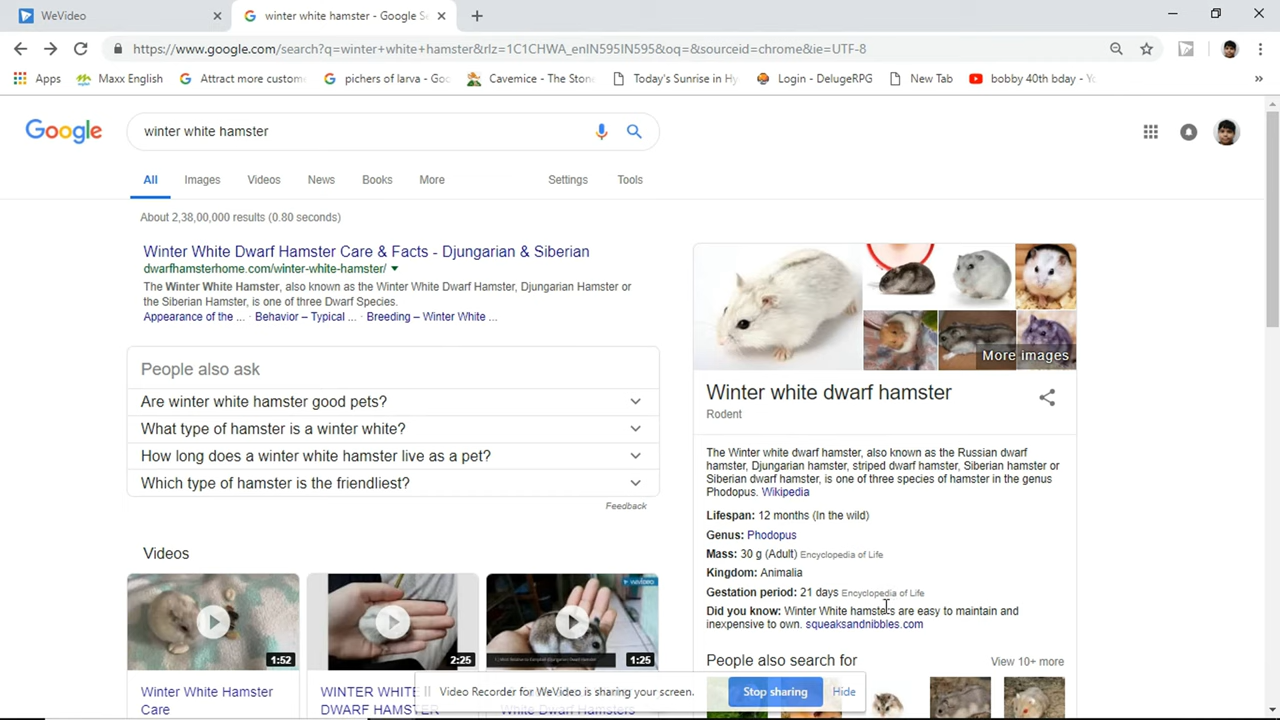 WeVideo
winter white hamster - Google Se
https://www.google.com/search?q=winter+white+hamster&rlz=1C1CHWA_enIN595IN595&oq=&sourceid=chrome&ie=UTF-8
Apps
Maxx English
Attract more custom
pichers of larva - Goo
Cavemice - The Ston
Today's Sunrise in Hy
Login - DelugeRPG
New Tab
bobby 40th bday - Yo
»
Google
winter white hamster
All
Images
Videos
News
Books
More
Settings
Tools
About 2,38,00,000 results (0.80 seconds)
Winter White Dwarf Hamster Care & Facts - Djungarian & Siberian
dwarfhamsterhome.com/winter-white-hamster/
The Winter White Hamster, also known as the Winter White Dwarf Hamster, Djungarian Hamster or
the Siberian Hamster, is one of three Dwarf Species.
Appearance of the ... · Behavior – Typical ... · Breeding – Winter White ...
People also ask
Are winter white hamster good pets?
What type of hamster is a winter white?
How long does a winter white hamster live as a pet?
Which type of hamster is the friendliest?
Feedback
Videos
1:52
2:25
WeVideo
1:25
Winter White Hamster
Care
WINTER WHITE
DWARF HAMSTER
White Dwarf Hamsters
More images
Winter white dwarf hamster
Rodent
The Winter white dwarf hamster, also known as the Russian dwarf
hamster, Djungarian hamster, striped dwarf hamster, Siberian hamster or
Siberian dwarf hamster, is one of three species of hamster in the genus
Phodopus. Wikipedia
Lifespan: 12 months (In the wild)
Genus: Phodopus
Mass: 30 g (Adult) Encyclopedia of Life
Kingdom: Animalia
Gestation period: 21 days Encyclopedia of Life
Did you know: Winter White hamsters are easy to maintain and
inexpensive to own. squeaksandnibbles.com
People also search for
View 10+ more
Video Recorder for WeVideo is sharing your screen.
Stop sharing
Hide